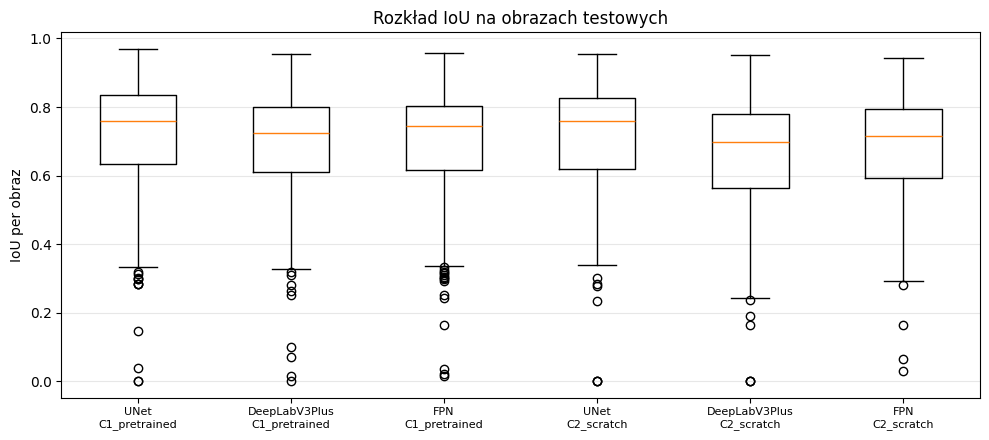 Rozkład IoU na obrazach testowych
IoU per obraz
1.0
0.8
0.6
0.4
0.2
0.0
UNet
C1_pretrained
DeepLabV3Plus
C1_pretrained
FPN
C1_pretrained
UNet
C2_scratch
DeepLabV3Plus
C2_scratch
FPN
C2_scratch